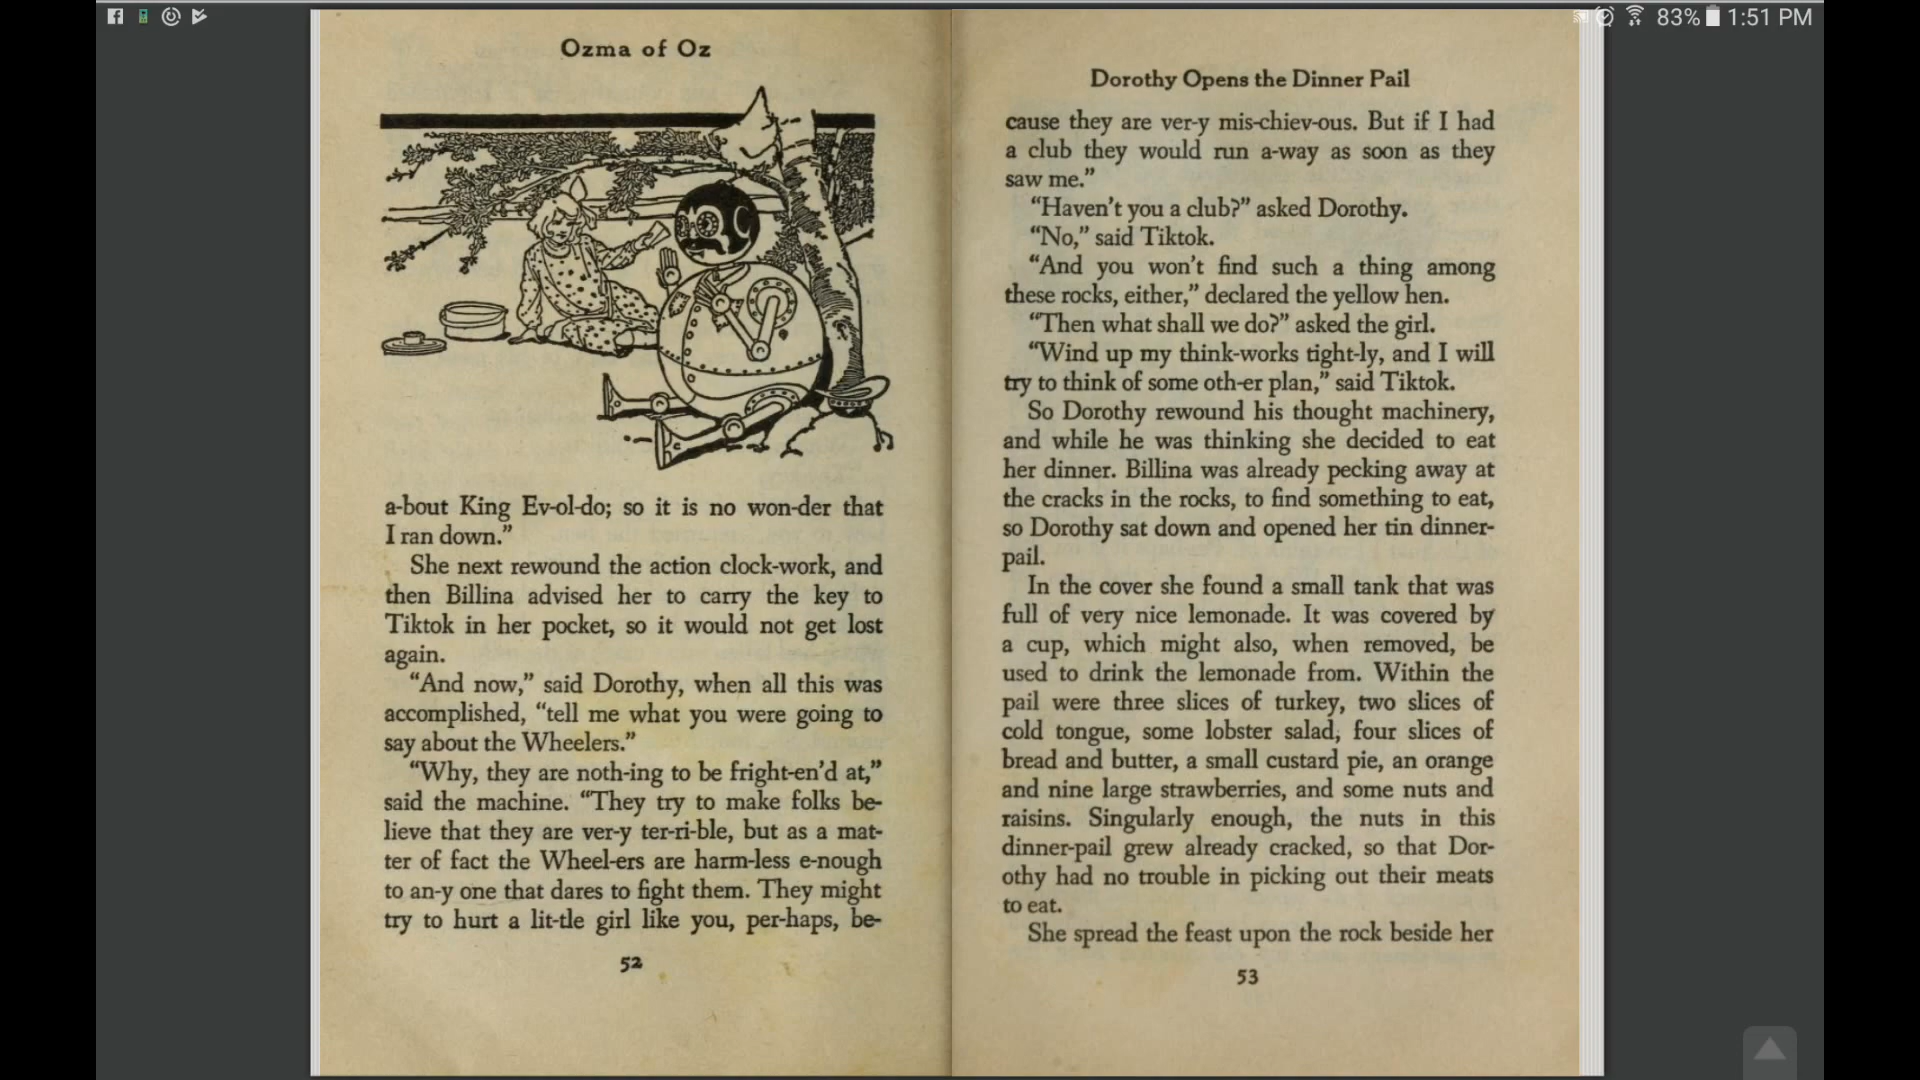 83% 1:51 PM
Ozma of Oz
a-bout King Ev-ol-do; so it is no won-der that
I ran down.”
She next rewound the action clock-work, and
then Billina advised her to carry the key to
Tiktok in her pocket, so it would not get lost
again.
“And now,” said Dorothy, when all this was
accomplished, “tell me what you were going to
say about the Wheelers.”
“Why, they are noth-ing to be fright-en’d at,”
said the machine. “They try to make folks be-
lieve that they are ver-y ter-ri-ble, but as a mat-
ter of fact the Wheel-ers are harm-less e-nough
to an-y one that dares to fight them. They might
try to hurt a lit-tle girl like you, per-haps, be-
52
Dorothy Opens the Dinner Pail
cause they are ver-y mis-chiev-ous. But if I had
a club they would run a-way as soon as they
saw me.”
“Haven’t you a club?” asked Dorothy.
“No,” said Tiktok.
“And you won’t find such a thing among
these rocks, either,” declared the yellow hen.
“Then what shall we do?” asked the girl.
“Wind up my think-works tight-ly, and I will
try to think of some oth-er plan,” said Tiktok.
So Dorothy rewound his thought machinery,
and while he was thinking she decided to eat
her dinner. Billina was already pecking away at
the cracks in the rocks, to find something to eat,
so Dorothy sat down and opened her tin dinner-
pail.
In the cover she found a small tank that was
full of very nice lemonade. It was covered by
a cup, which might also, when removed, be
used to drink the lemonade from. Within the
pail were three slices of turkey, two slices of
cold tongue, some lobster salad, four slices of
bread and butter, a small custard pie, an orange
and nine large strawberries, and some nuts and
raisins. Singularly enough, the nuts in this
dinner-pail grew already cracked, so that Dor-
othy had no trouble in picking out their meats
to eat.
She spread the feast upon the rock beside her
53